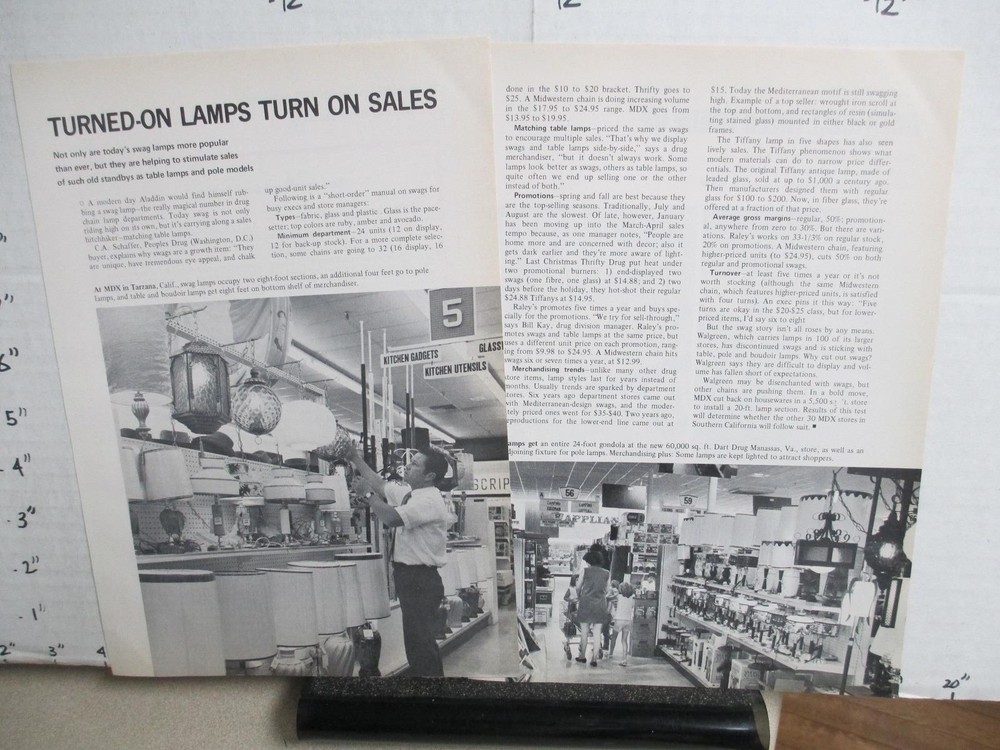 TURNED-ON LAMPS TURN ON SALES
Not only are today's swag lamps more popular
than ever, but they are helping to stimulate sales
of such old standbys as table lamps and pole models
A modern day Aladdin would find himself rub-
bing a swag lamp–the really magical number in drug
chain lamp departments. Today swag is not only
riding high on its own, but it's carrying along a sales
hitchhiker–matching table lamps.
C.A. Schaffer, Peoples Drug (Washington, D.C.)
buyer, explains why swags are a growth item: "They
are unique, have tremendous eye appeal, and chalk
up good unit sales."
Following is a "short-order" manual on swags for
busy execs and store managers:
Types–fabric, glass and plastic. Glass is the pace-
setter; top colors are ruby, amber and avocado.
Minimum department–24 units (12 on display,
12 for back-up stock). For a more complete selec-
tion, some chains are going to 32 (16 display, 16
At MDX in Tarzana, Calif., swag lamps occupy two eight-foot sections, an additional four feet go to pole
lamps, and table and boudoir lamps get eight feet on bottom shelf of merchandiser.
5
KITCHEN GADGETS
GLASS
KITCHEN UTENSILS
SCRIP
done in the $10 to $20 bracket. Thrifty goes to
$25. A Midwestern chain is doing increasing volume
in the $17.95 to $24.95 range. MDX goes from
$13.95 to $19.95.
Matching table lamps–priced the same as swags
to encourage multiple sales. "That's why we display
swags and table lamps side-by-side," says a drug
merchandiser, "but it doesn't always work. Some
lamps look better as swags, others as table lamps, so
quite often we end up selling one or the other
instead of both."
Promotions–spring and fall are best because they
are the top-selling seasons. Traditionally, July and
August are the slowest. Of late, however, January
has been moving up into the March-April sales
tempo because, as one manager notes, "People are
home more and are concerned with decor; also it
gets dark earlier and they're more aware of light-
ing." Last Christmas Thrifty Drug put heat under
two promotional burners: 1) end-displayed two
swags (one fibre, one glass) at $14.88; and 2) two
days before the holiday, they hot-shot their regular
$24.88 Tiffanys at $14.95.
Raley's promotes five times a year and buys spe-
cially for the promotions. "We try for sell-through,"
says Bill Kay, drug division manager. Raley's pro-
motes swags and table lamps at the same price, but
uses a different unit price on each promotion, rang-
ing from $9.98 to $24.95. A Midwestern chain hits
swags six or seven times a year, at $12.99.
Merchandising trends–unlike many other drug
store items, lamp styles last for years instead of
months. Usually trends are sparked by department
stores. Six years ago department stores came out
with Mediterranean-design swags, and the moder-
tely priced ones went for $35-$40. Two years ago,
eproductions for the lower-end line came out at
$15. Today the Mediterranean motif is still swagging
high. Example of a top seller: wrought iron scroll at
the top and bottom, and rectangles of resin (simula-
ting stained glass) mounted in either black or gold
frames.
The Tiffany lamp in five shapes has also seen
lively sales. The Tiffany phenomenon shows what
modern materials can do to narrow price differ-
entials. The original Tiffany antique lamp, made of
leaded glass, sold at up to $1,000 a century ago.
Then manufacturers designed them with regular
glass for $100 to $200. Now, in fiber glass, they're
offered at a fraction of that price.
Average gross margins–regular, 50%; promotion-
al, anywhere from zero to 30%. But there are vari-
ations. Raley's works on 33-1/3% on regular stock,
20% on promotions. A Midwestern chain, featuring
higher-priced units (to $24.95), cuts 50% on both
regular and promotional swags.
Turnover–at least five times a year or it's not
worth stocking (although the same Midwestern
chain, which features higher-priced units, is satisfied
with four turns). An exec pins it this way: "Five
turns are okay in the $20-$25 class, but for lower-
priced items, I'd say six to eight."
But the swag story isn't all roses by any means.
Walgreen, which carries lamps in 100 of its larger
stores, has discontinued swags and is sticking with
table, pole and boudoir lamps. Why cut out swags?
Walgreen says they are difficult to display and vol-
ume has fallen short of expectations.
Walgreen may be disenchanted with swags, but
other chains are pushing them. In a bold move,
MDX cut back on housewares in a 5,500 store
to install a 20-ft. lamp section. Results of this test
will determine whether the other 30 MDX stores in
Southern California will follow suit.
amps get an entire 24-foot gondola at the new 60,000 sq. ft. Dart Drug Manassas, Va., store, as well as an
djoining fixture for pole lamps. Merchandising plus: Some lamps are kept lighted to attract shoppers.
56
59
APPLIAN
12
12"
12"
6"
5"
4"
3"
2"
1"
2"
3"
4
20"